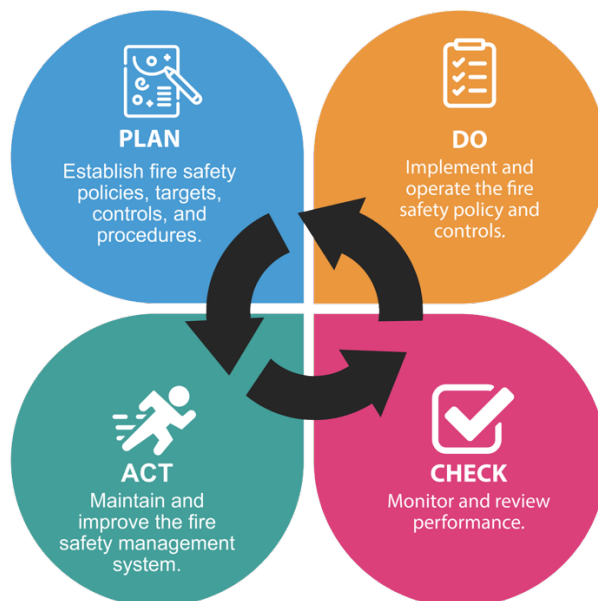 PLAN
Establish fire safety
policies, targets,
controls, and
procedures.
DO
Implement and
operate the fire
safety policy and
controls.
ACT
Maintain and
improve the fire
safety management
system.
CHECK
Monitor and review
performance.